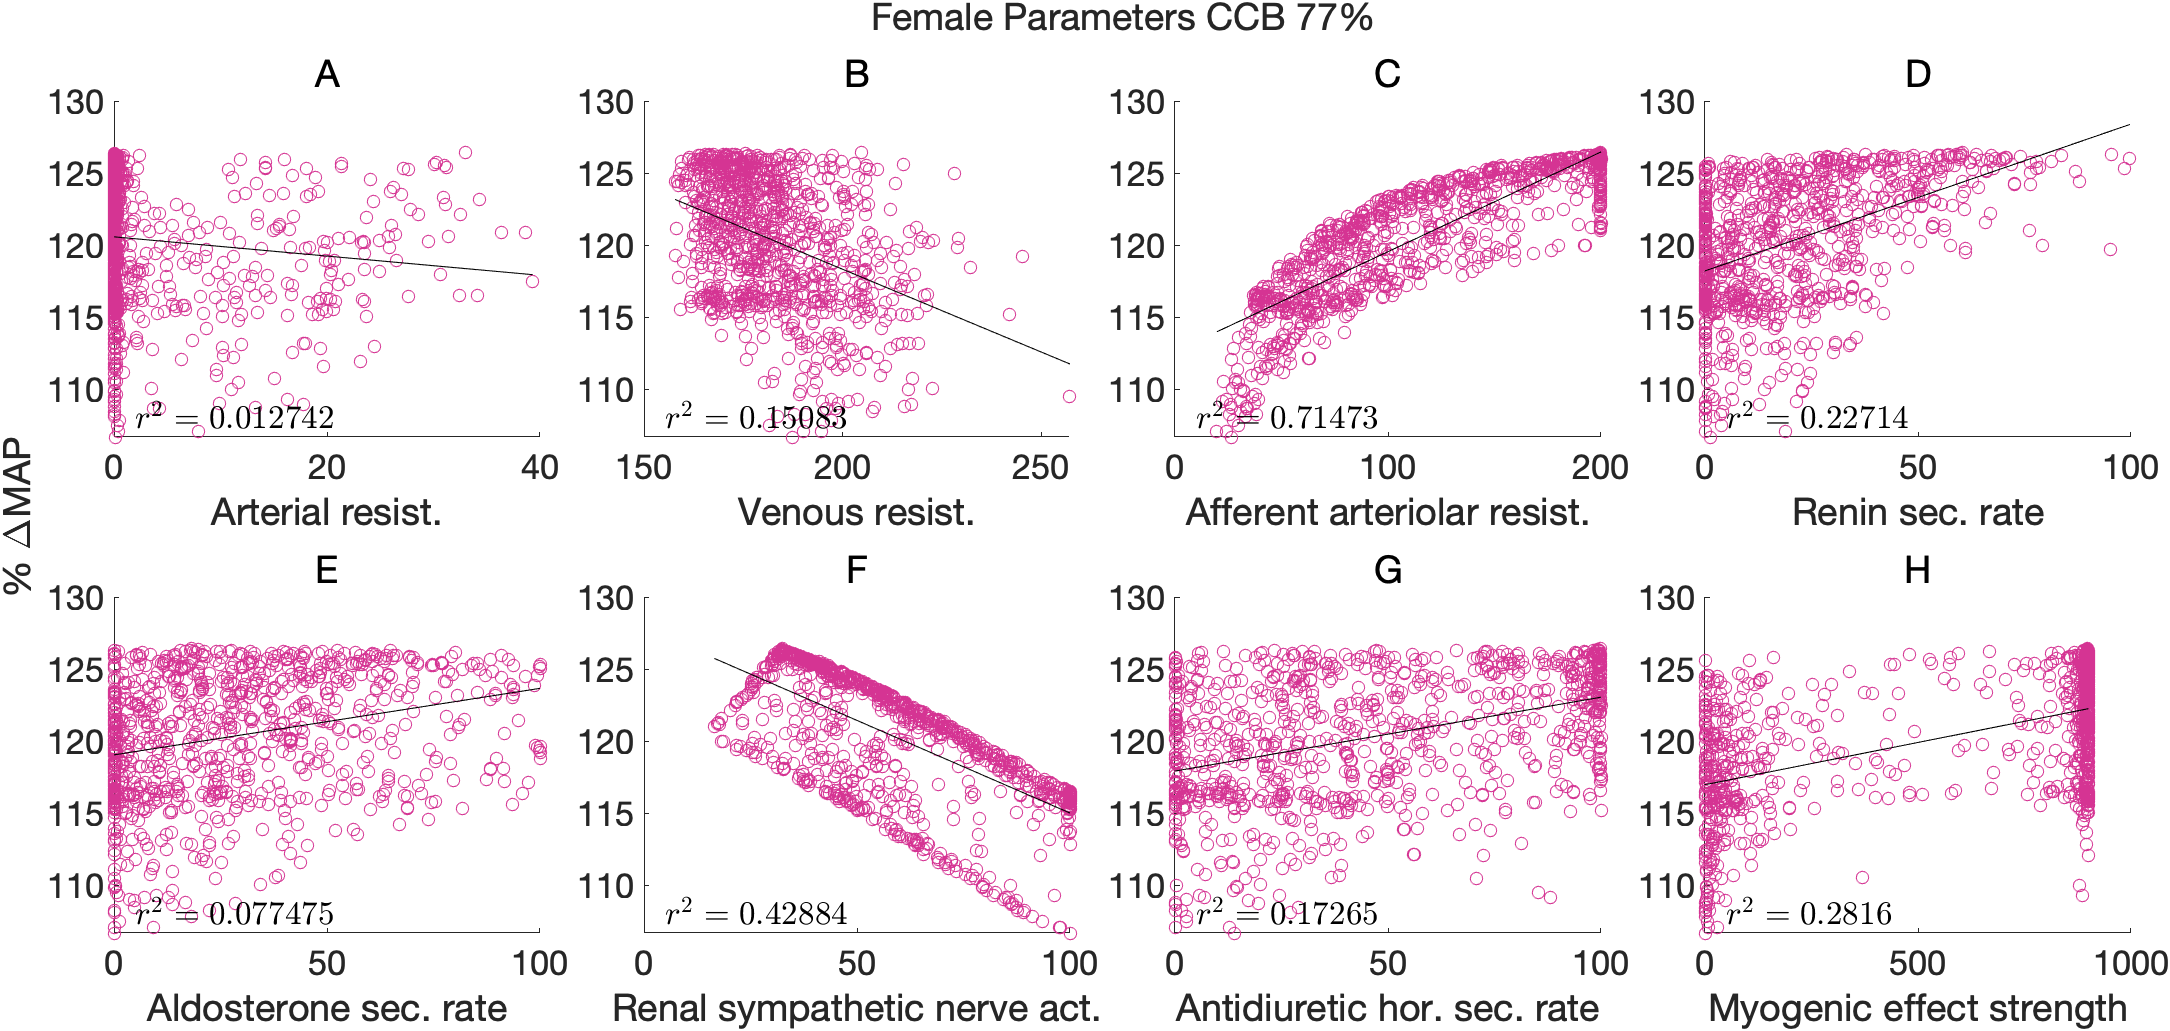 Female Parameters CCB 77%
% ΔMAP
A
130
125
120
115
110
r² = 0.012742
0 20 40
Arterial resist.
B
130
125
120
115
110
r² = 0.15083
150 200 250
Venous resist.
C
130
125
120
115
110
r² = 0.71473
0 100 200
Afferent arteriolar resist.
D
130
125
120
115
110
r² = 0.22714
0 50 100
Renin sec. rate
E
130
125
120
115
110
r² = 0.077475
0 50 100
Aldosterone sec. rate
F
130
125
120
115
110
r² = 0.42884
0 50 100
Renal sympathetic nerve act.
G
130
125
120
115
110
r² = 0.17265
0 50 100
Antidiuretic hor. sec. rate
H
130
125
120
115
110
r² = 0.2816
0 500 1000
Myogenic effect strength